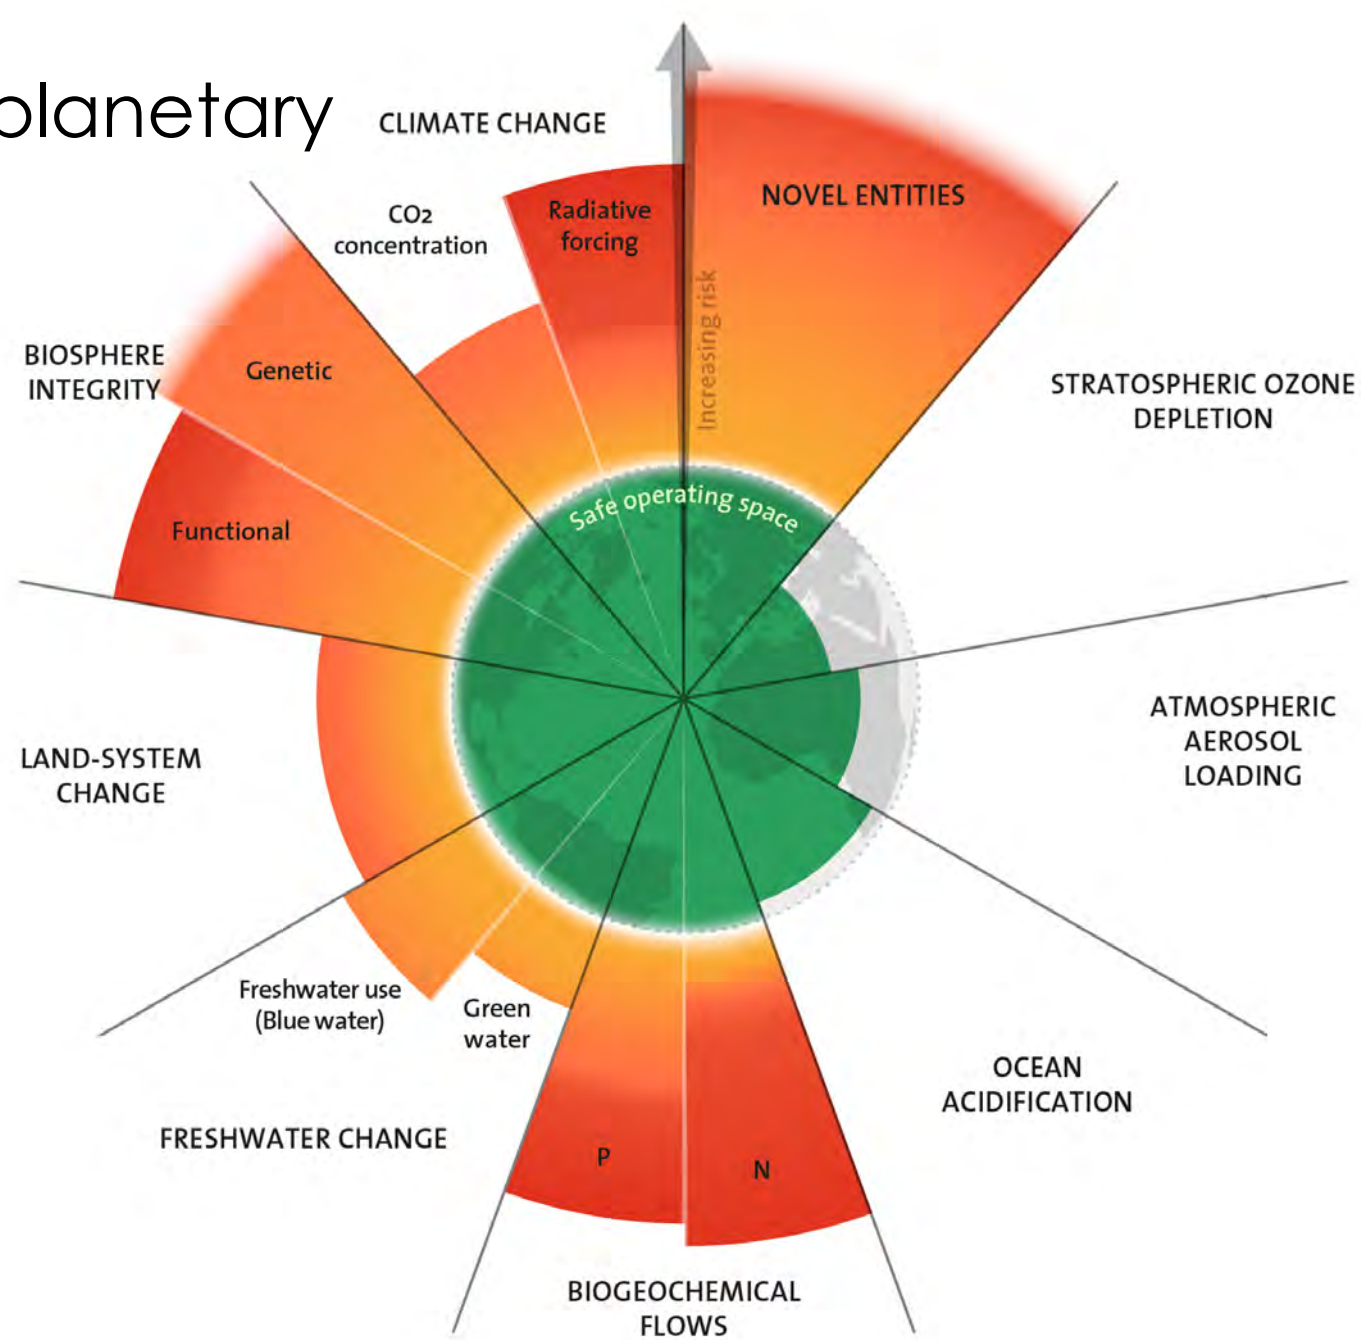 planetary
CLIMATE CHANGE
CO2
concentration
Radiative
forcing
NOVEL ENTITIES
Increasing risk
BIOSPHERE
INTEGRITY
Genetic
STRATOSPHERIC OZONE
DEPLETION
Functional
Safe operating space
LAND-SYSTEM
CHANGE
ATMOSPHERIC
AEROSOL
LOADING
Freshwater use
(Blue water)
Green
water
FRESHWATER CHANGE
OCEAN
ACIDIFICATION
P
N
BIOGEOCHEMICAL
FLOWS